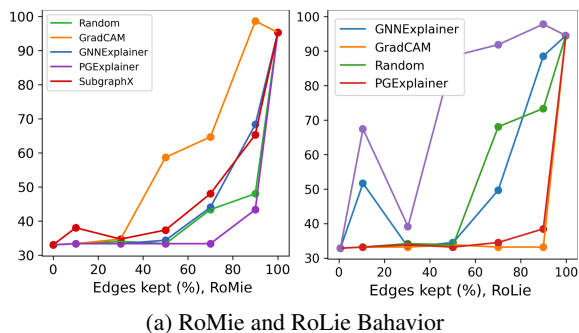 100
90
80
70
60
50
40
30
0
20
40
60
80
100
Edges kept (%), RoMie
Random
GradCAM
GNNExplainer
PGExplainer
SubgraphX
100
90
80
70
60
50
40
30
0
20
40
60
80
100
Edges kept (%), RoLie
GNNExplainer
GradCAM
Random
PGExplainer
(a) RoMie and RoLie Bahavior